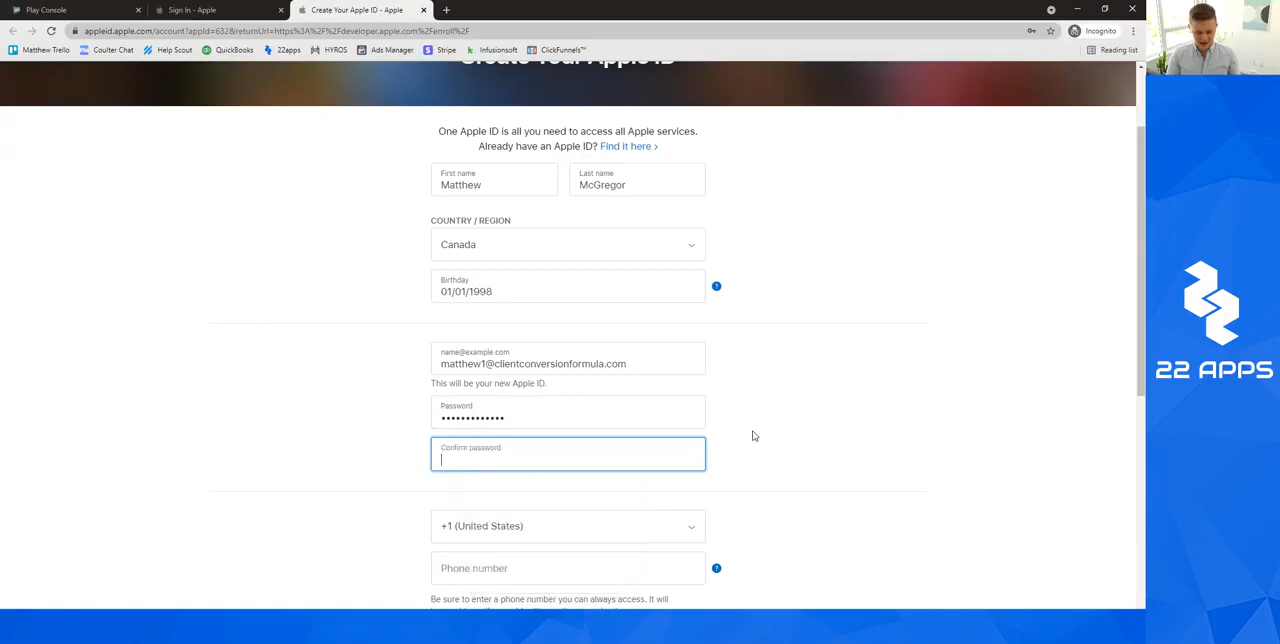 Play Console
Sign In - Apple
Create Your Apple ID - Apple
appleid.apple.com/account?appId=632&returnUrl=https%3A%2F%2Fdeveloper.apple.com%2Fenroll%2F
Incognito
Matthew Trello
Coulter Chat
Help Scout
QuickBooks
22apps
HYROS
Ads Manager
Stripe
Infusionsoft
ClickFunnels™
Reading list
Create Your Apple ID
One Apple ID is all you need to access all Apple services.
Already have an Apple ID? Find it here >
First name
Matthew
Last name
McGregor
COUNTRY / REGION
Canada
Birthday
01/01/1998
?
name@example.com
matthew1@clientconversionformula.com
This will be your new Apple ID.
Password
•••••••••••••
Confirm password
+1 (United States)
Phone number
?
Be sure to enter a phone number you can always access. It will
22 APPS